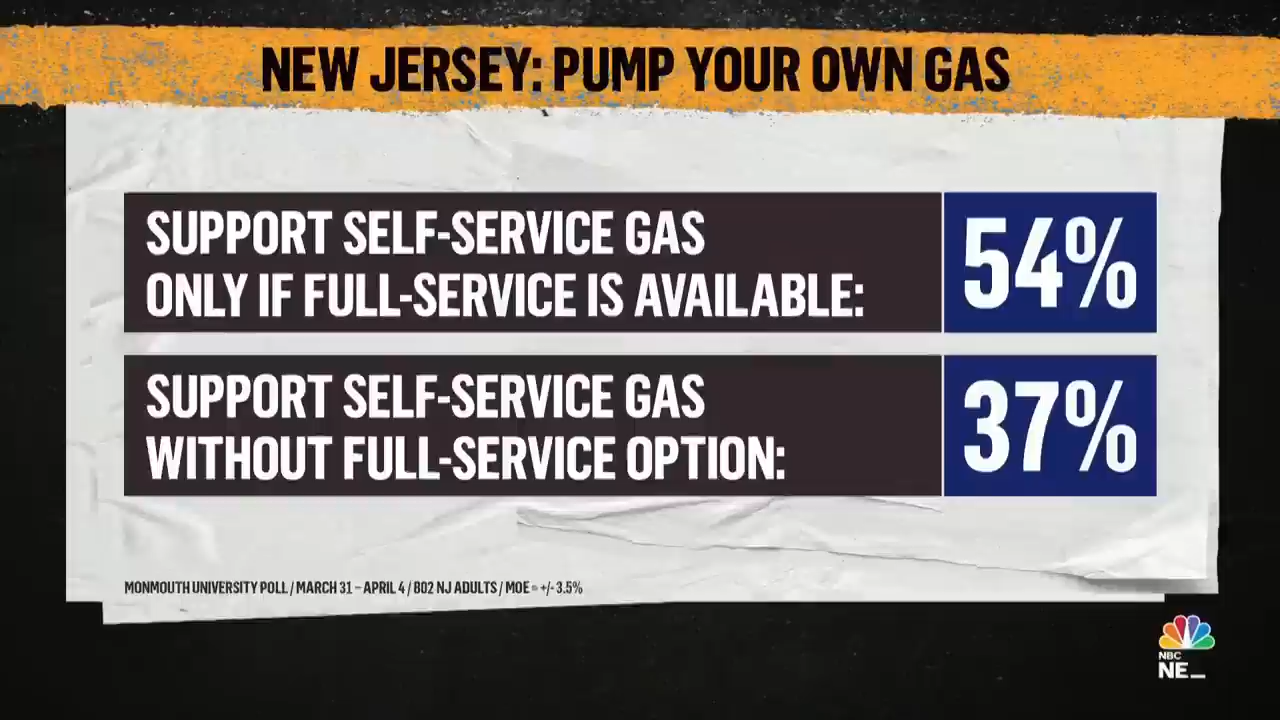 NEW JERSEY: PUMP YOUR OWN GAS
SUPPORT SELF-SERVICE GAS
ONLY IF FULL-SERVICE IS AVAILABLE:
54%
SUPPORT SELF-SERVICE GAS
WITHOUT FULL-SERVICE OPTION:
37%
MONMOUTH UNIVERSITY POLL / MARCH 31 – APRIL 4 / 802 NJ ADULTS / MOE = +/- 3.5%
NBC
NE_